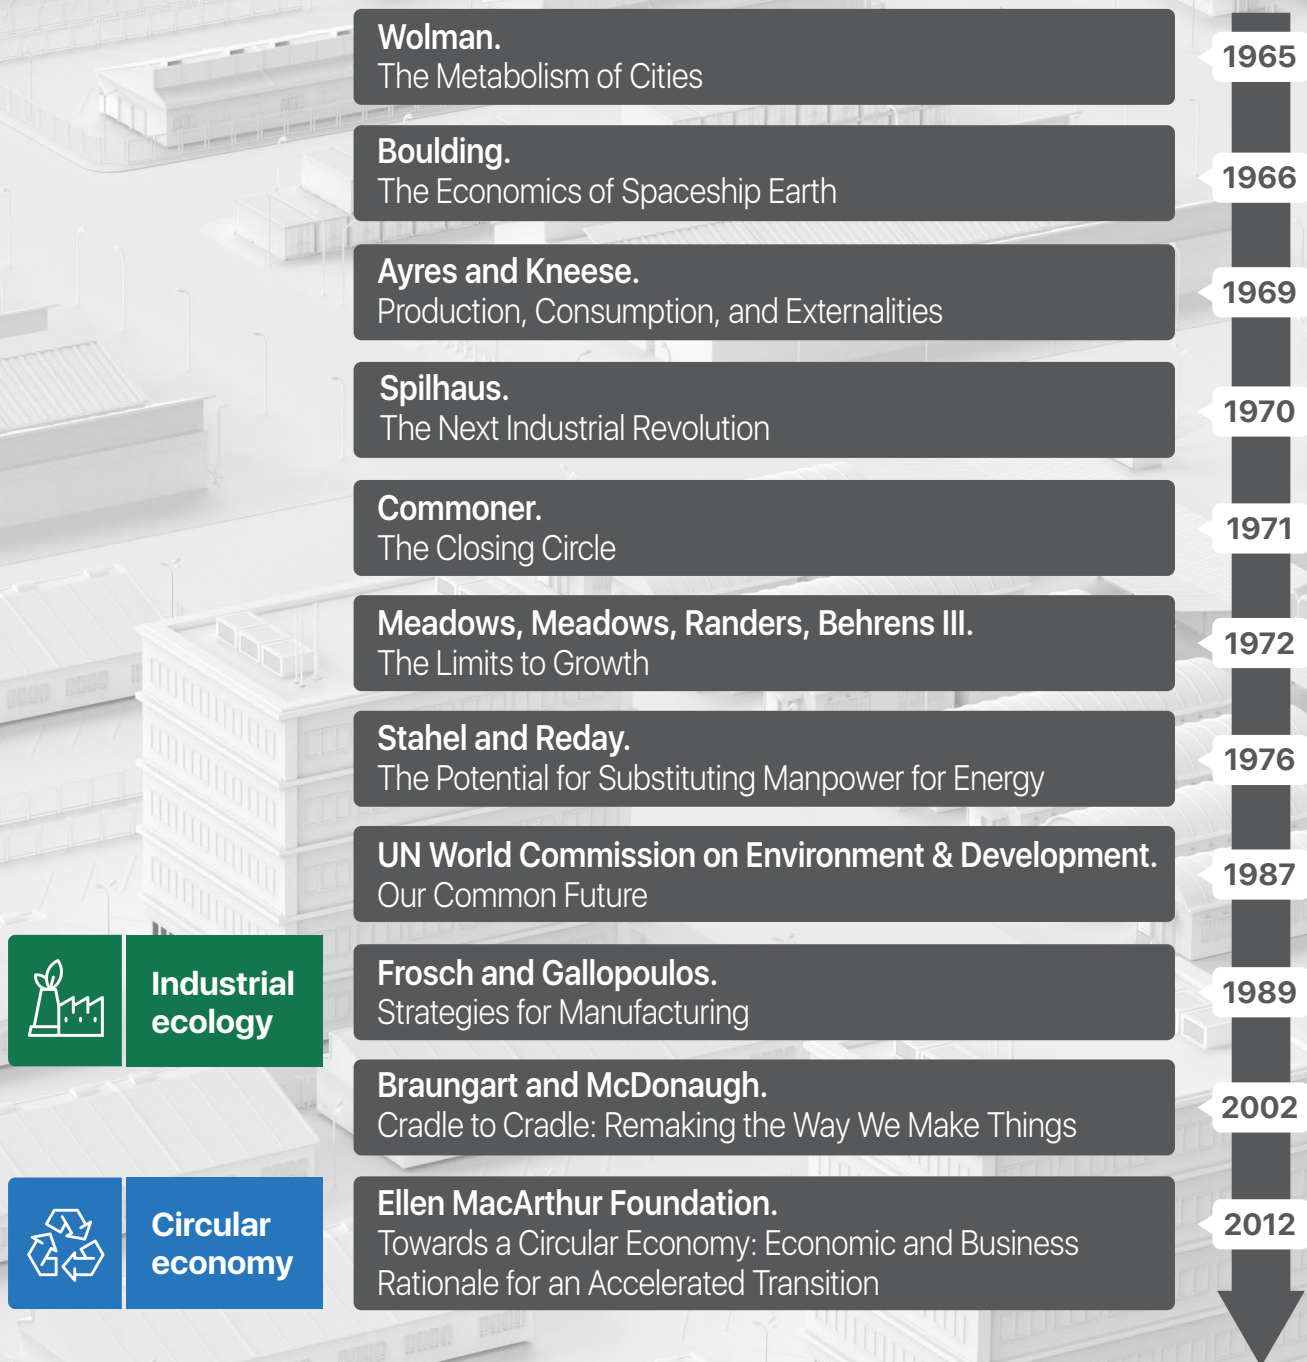 Wolman.
The Metabolism of Cities
1965
Boulding.
The Economics of Spaceship Earth
1966
Ayres and Kneese.
Production, Consumption, and Externalities
1969
Spilhaus.
The Next Industrial Revolution
1970
Commoner.
The Closing Circle
1971
Meadows, Meadows, Randers, Behrens III.
The Limits to Growth
1972
Stahel and Reday.
The Potential for Substituting Manpower for Energy
1976
UN World Commission on Environment & Development.
Our Common Future
1987
Industrial
ecology
Frosch and Gallopoulos.
Strategies for Manufacturing
1989
Braungart and McDonaugh.
Cradle to Cradle: Remaking the Way We Make Things
2002
Circular
economy
Ellen MacArthur Foundation.
Towards a Circular Economy: Economic and Business
Rationale for an Accelerated Transition
2012